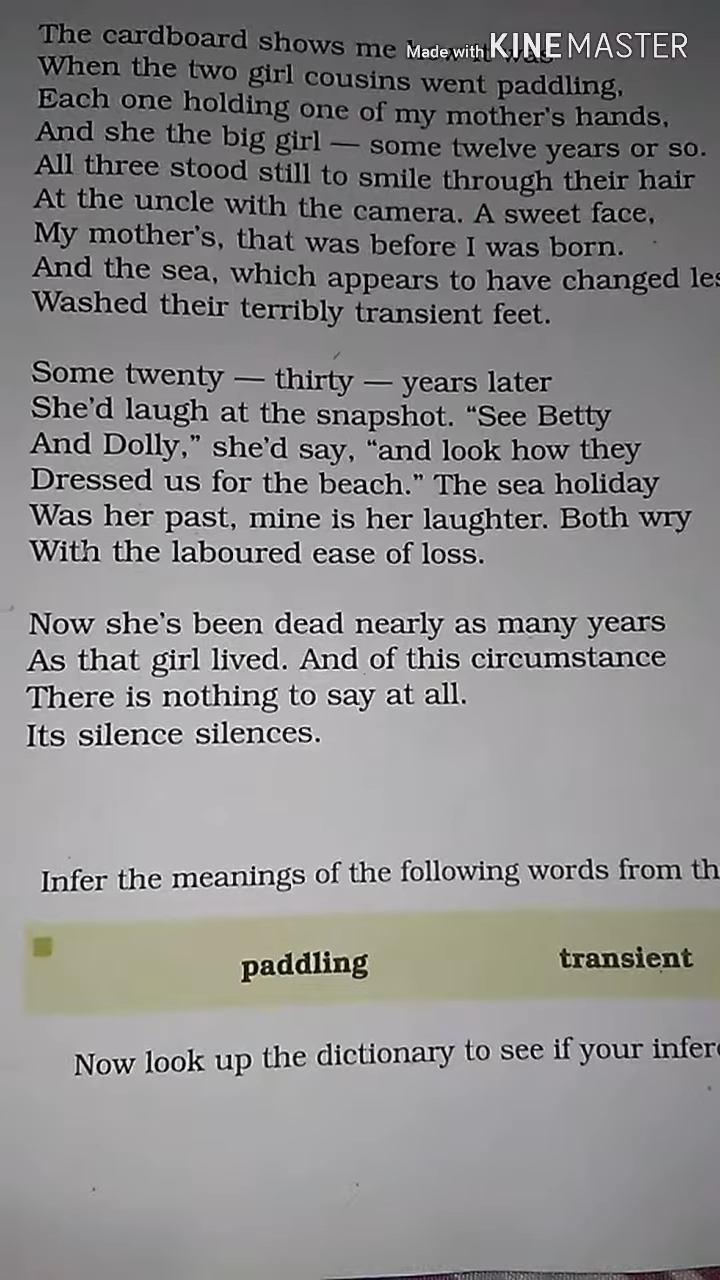 The cardboard shows me how it was
Made with KINEMASTER
When the two girl cousins went paddling,
Each one holding one of my mother's hands,
And she the big girl — some twelve years or so.
All three stood still to smile through their hair
At the uncle with the camera. A sweet face,
My mother's, that was before I was born.
And the sea, which appears to have changed les
Washed their terribly transient feet.
Some twenty — thirty — years later
She'd laugh at the snapshot. “See Betty
And Dolly,” she'd say, “and look how they
Dressed us for the beach.” The sea holiday
Was her past, mine is her laughter. Both wry
With the laboured ease of loss.
Now she's been dead nearly as many years
As that girl lived. And of this circumstance
There is nothing to say at all.
Its silence silences.
Infer the meanings of the following words from th
paddling transient
Now look up the dictionary to see if your infere